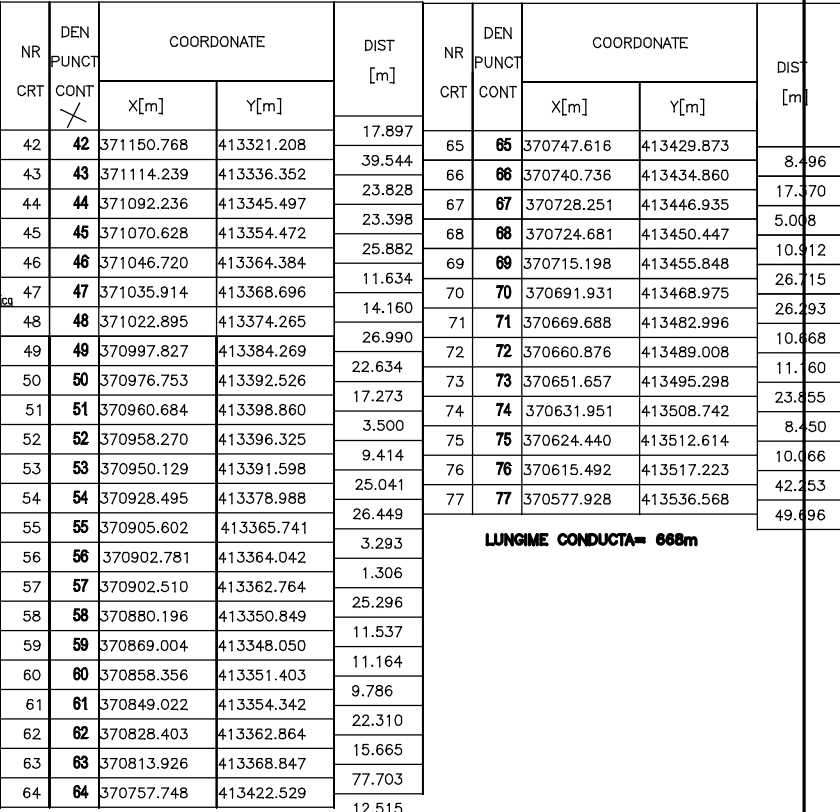 NR CRT DEN PUNCT CONT COORDONATE X[m] Y[m] DIST [m]
17.897
42 42 371150.768 413321.208
39.544
43 43 371114.239 413336.352
23.828
44 44 371092.236 413345.497
23.398
45 45 371070.628 413354.472
25.882
46 46 371046.720 413364.384
11.634
cq 47 47 371035.914 413368.696
14.160
48 48 371022.895 413374.265
26.990
49 49 370997.827 413384.269
22.634
50 50 370976.753 413392.526
17.273
51 51 370960.684 413398.860
3.500
52 52 370958.270 413396.325
9.414
53 53 370950.129 413391.598
25.041
54 54 370928.495 413378.988
26.449
55 55 370905.602 413365.741
3.293
56 56 370902.781 413364.042
1.306
57 57 370902.510 413362.764
25.296
58 58 370880.196 413350.849
11.537
59 59 370869.004 413348.050
11.164
60 60 370858.356 413351.403
9.786
61 61 370849.022 413354.342
22.310
62 62 370828.403 413362.864
15.665
63 63 370813.926 413368.847
77.703
64 64 370757.748 413422.529
12.515
NR CRT DEN PUNCT CONT COORDONATE X[m] Y[m] DIST [m]
65 65 370747.616 413429.873
8.496
66 66 370740.736 413434.860
17.370
67 67 370728.251 413446.935
5.008
68 68 370724.681 413450.447
10.912
69 69 370715.198 413455.848
26.715
70 70 370691.931 413468.975
26.293
71 71 370669.688 413482.996
10.668
72 72 370660.876 413489.008
11.160
73 73 370651.657 413495.298
23.855
74 74 370631.951 413508.742
8.450
75 75 370624.440 413512.614
10.066
76 76 370615.492 413517.223
42.253
77 77 370577.928 413536.568
49.696
LUNGIME CONDUCTA= 668m